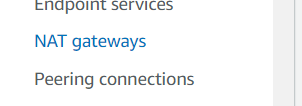 Endpoint services
NAT gateways
Peering connections